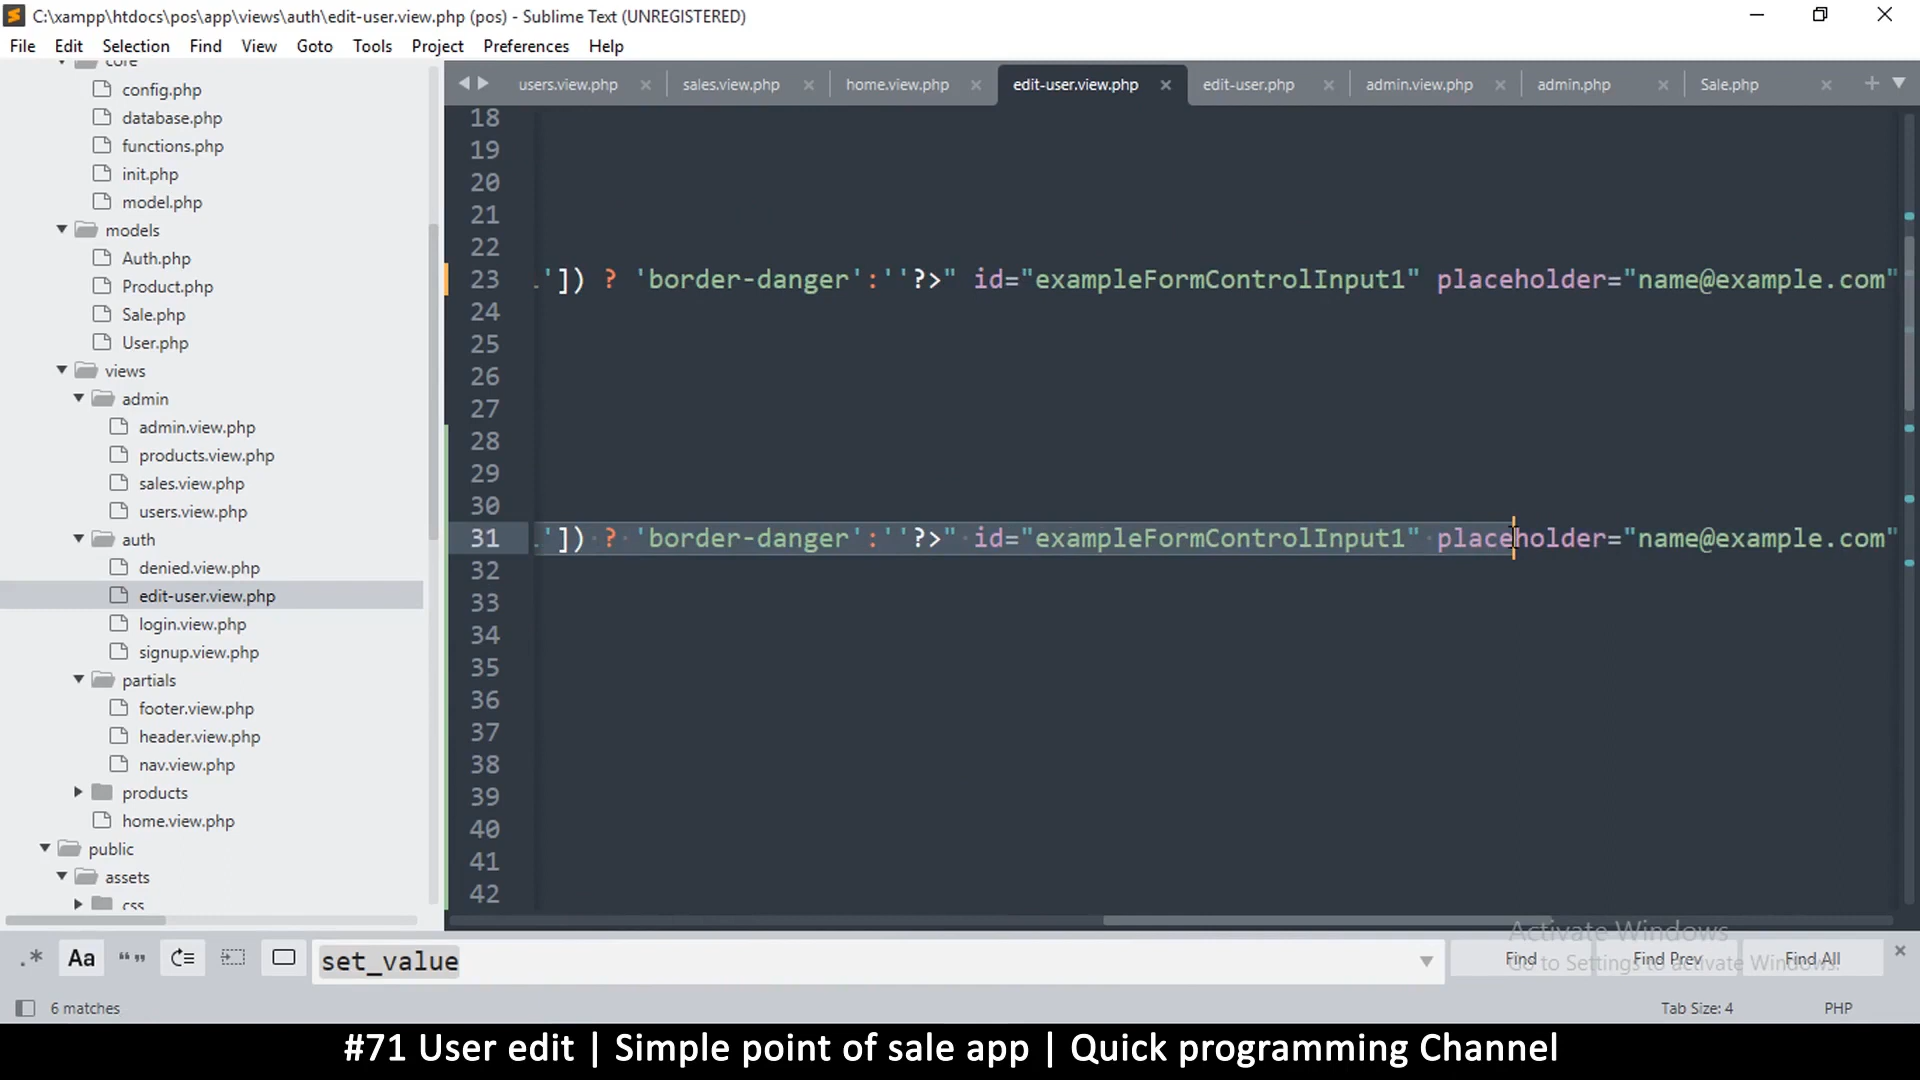 C:\xampp\htdocs\pos\app\views\auth\edit-user.view.php (pos) - Sublime Text (UNREGISTERED)
File Edit Selection Find View Goto Tools Project Preferences Help
core
config.php
database.php
functions.php
init.php
model.php
models
Auth.php
Product.php
Sale.php
User.php
views
admin
admin.view.php
products.view.php
sales.view.php
users.view.php
auth
denied.view.php
edit-user.view.php
login.view.php
signup.view.php
partials
footer.view.php
header.view.php
nav.view.php
products
home.view.php
public
assets
css
users.view.php sales.view.php home.view.php edit-user.view.php edit-user.php admin.view.php admin.php Sale.php
18
19
20
21
22
23 ']) ? 'border-danger':''?>" id="exampleFormControlInput1" placeholder="name@example.com"
24
25
26
27
28
29
30
31 ']) ? 'border-danger':''?>" id="exampleFormControlInput1" placeholder="name@example.com"
32
33
34
35
36
37
38
39
40
41
42
Activate Windows
Go to Settings to activate Windows.
.* Aa “” set_value Find Find Prev Find All
6 matches Tab Size: 4 PHP
#71 User edit | Simple point of sale app | Quick programming Channel